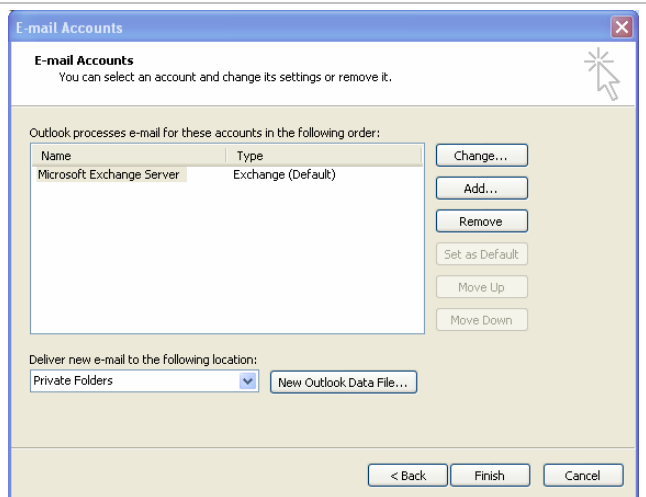 E-mail Accounts
E-mail Accounts
You can select an account and change its settings or remove it.
Outlook processes e-mail for these accounts in the following order:
Name Type
Microsoft Exchange Server Exchange (Default)
Change...
Add...
Remove
Set as Default
Move Up
Move Down
Deliver new e-mail to the following location:
Private Folders New Outlook Data File...
< Back Finish Cancel